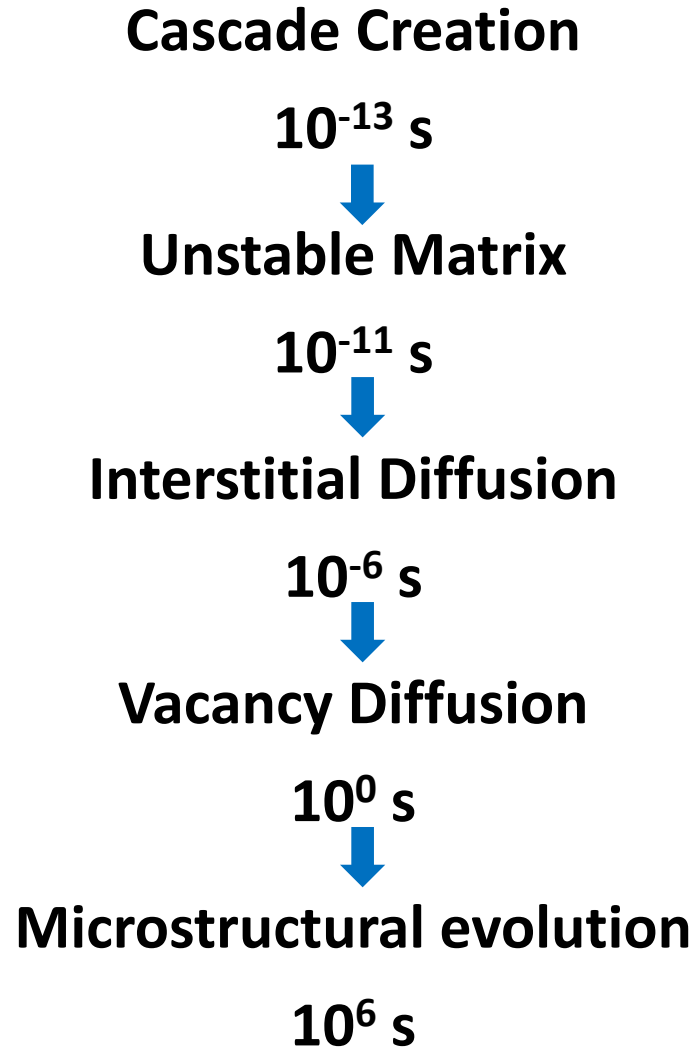 Cascade Creation
10⁻¹³ s
Unstable Matrix
10⁻¹¹ s
Interstitial Diffusion
10⁻⁶ s
Vacancy Diffusion
10⁰ s
Microstructural evolution
10⁶ s